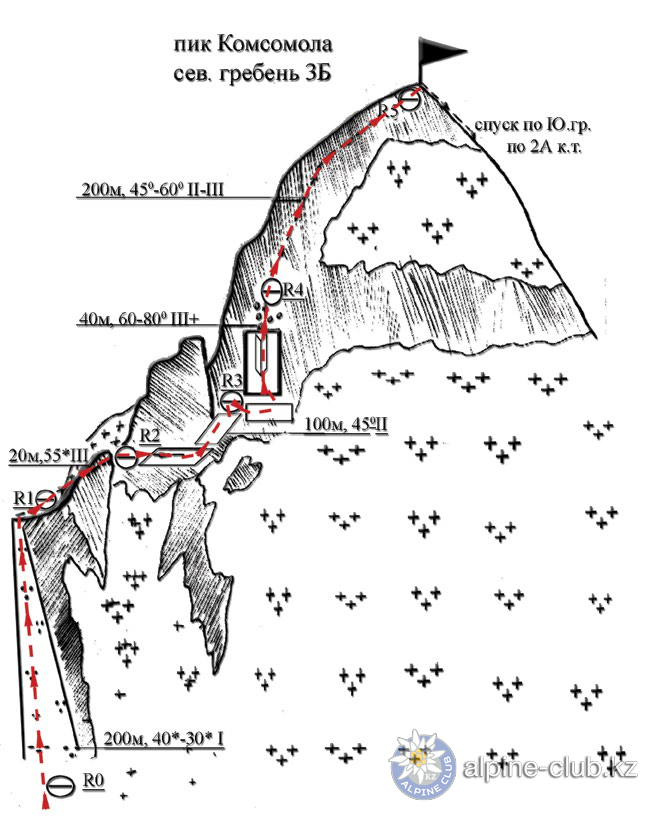 пик Комсомола
сев. гребень 3Б
R5
спуск по Ю.гр.
по 2А к.т.
200м, 45⁰-60⁰ II-III
R4
40м, 60-80⁰ III+
R3
100м, 45⁰II
R2
20м,55*III
R1
200м, 40*-30* I
R0
KZ
ALPINE CLUB
alpine-club.kz